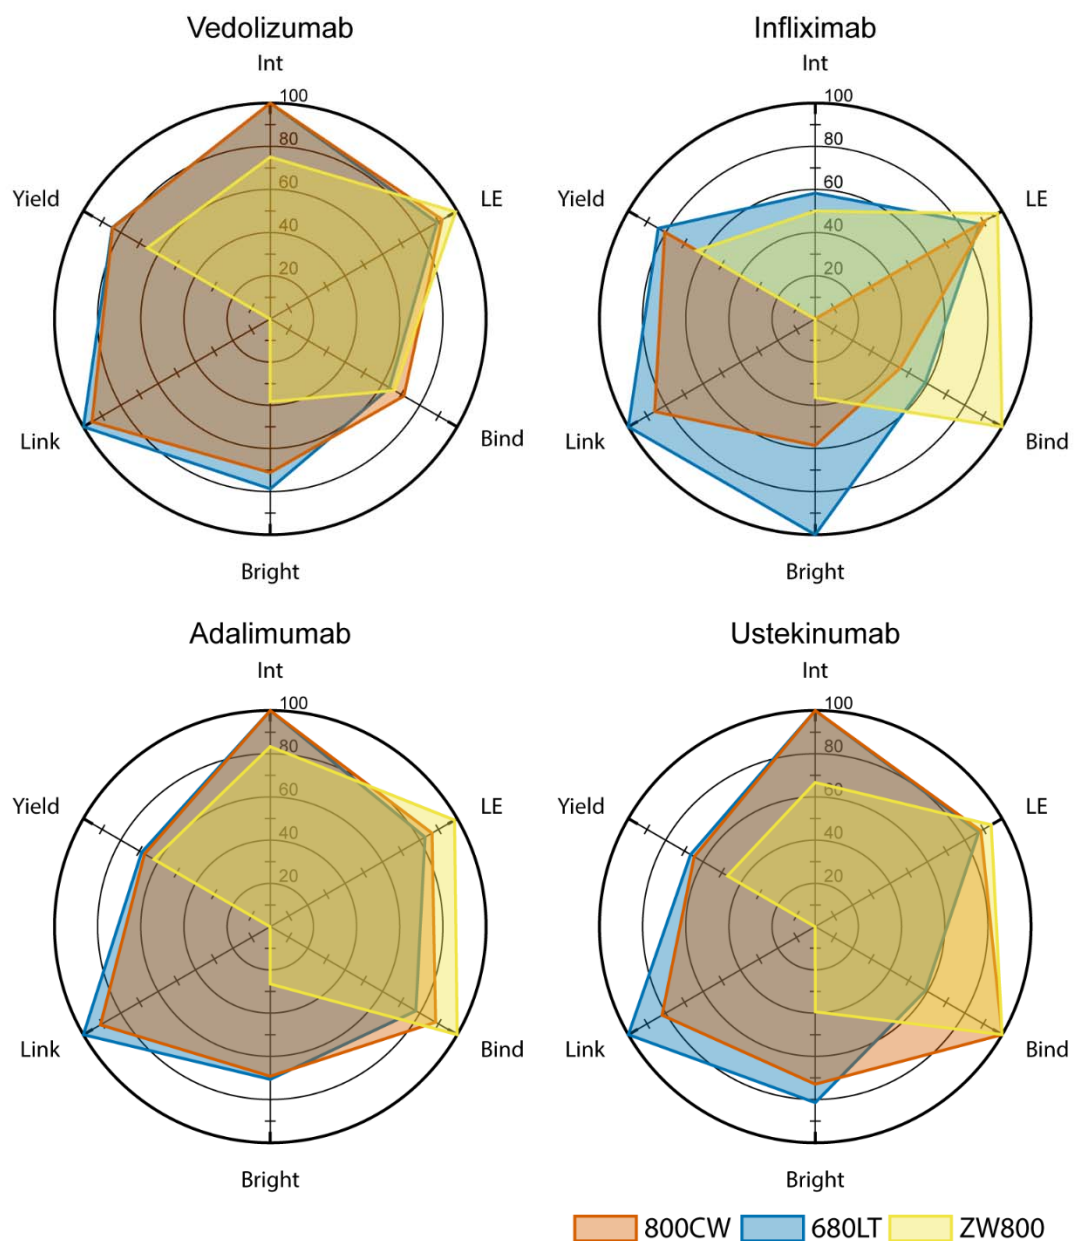 Vedolizumab
Infliximab
Int
Int
100
100
80
80
60
60
40
40
20
20
Yield
LE
Yield
LE
Link
Bind
Link
Bind
Bright
Bright
Adalimumab
Ustekinumab
Int
Int
100
100
80
80
60
60
40
40
20
20
Yield
LE
Yield
LE
Link
Bind
Link
Bind
Bright
Bright
800CW 680LT ZW800